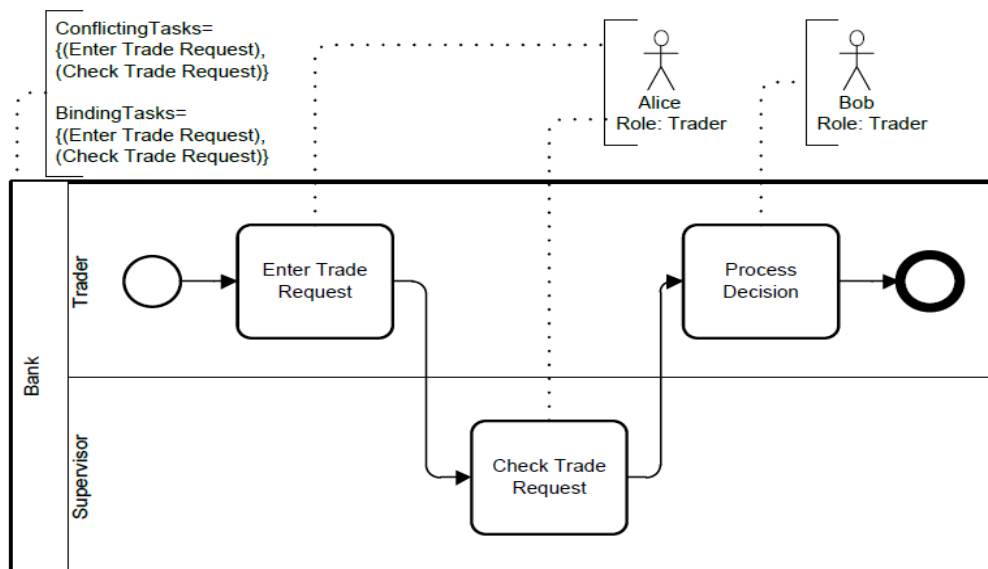 ConflictingTasks=
{(Enter Trade Request),
(Check Trade Request)}
BindingTasks=
{(Enter Trade Request),
(Check Trade Request)}
Alice
Role: Trader
Bob
Role: Trader
Bank
Trader
Enter Trade
Request
Process
Decision
Supervisor
Check Trade
Request